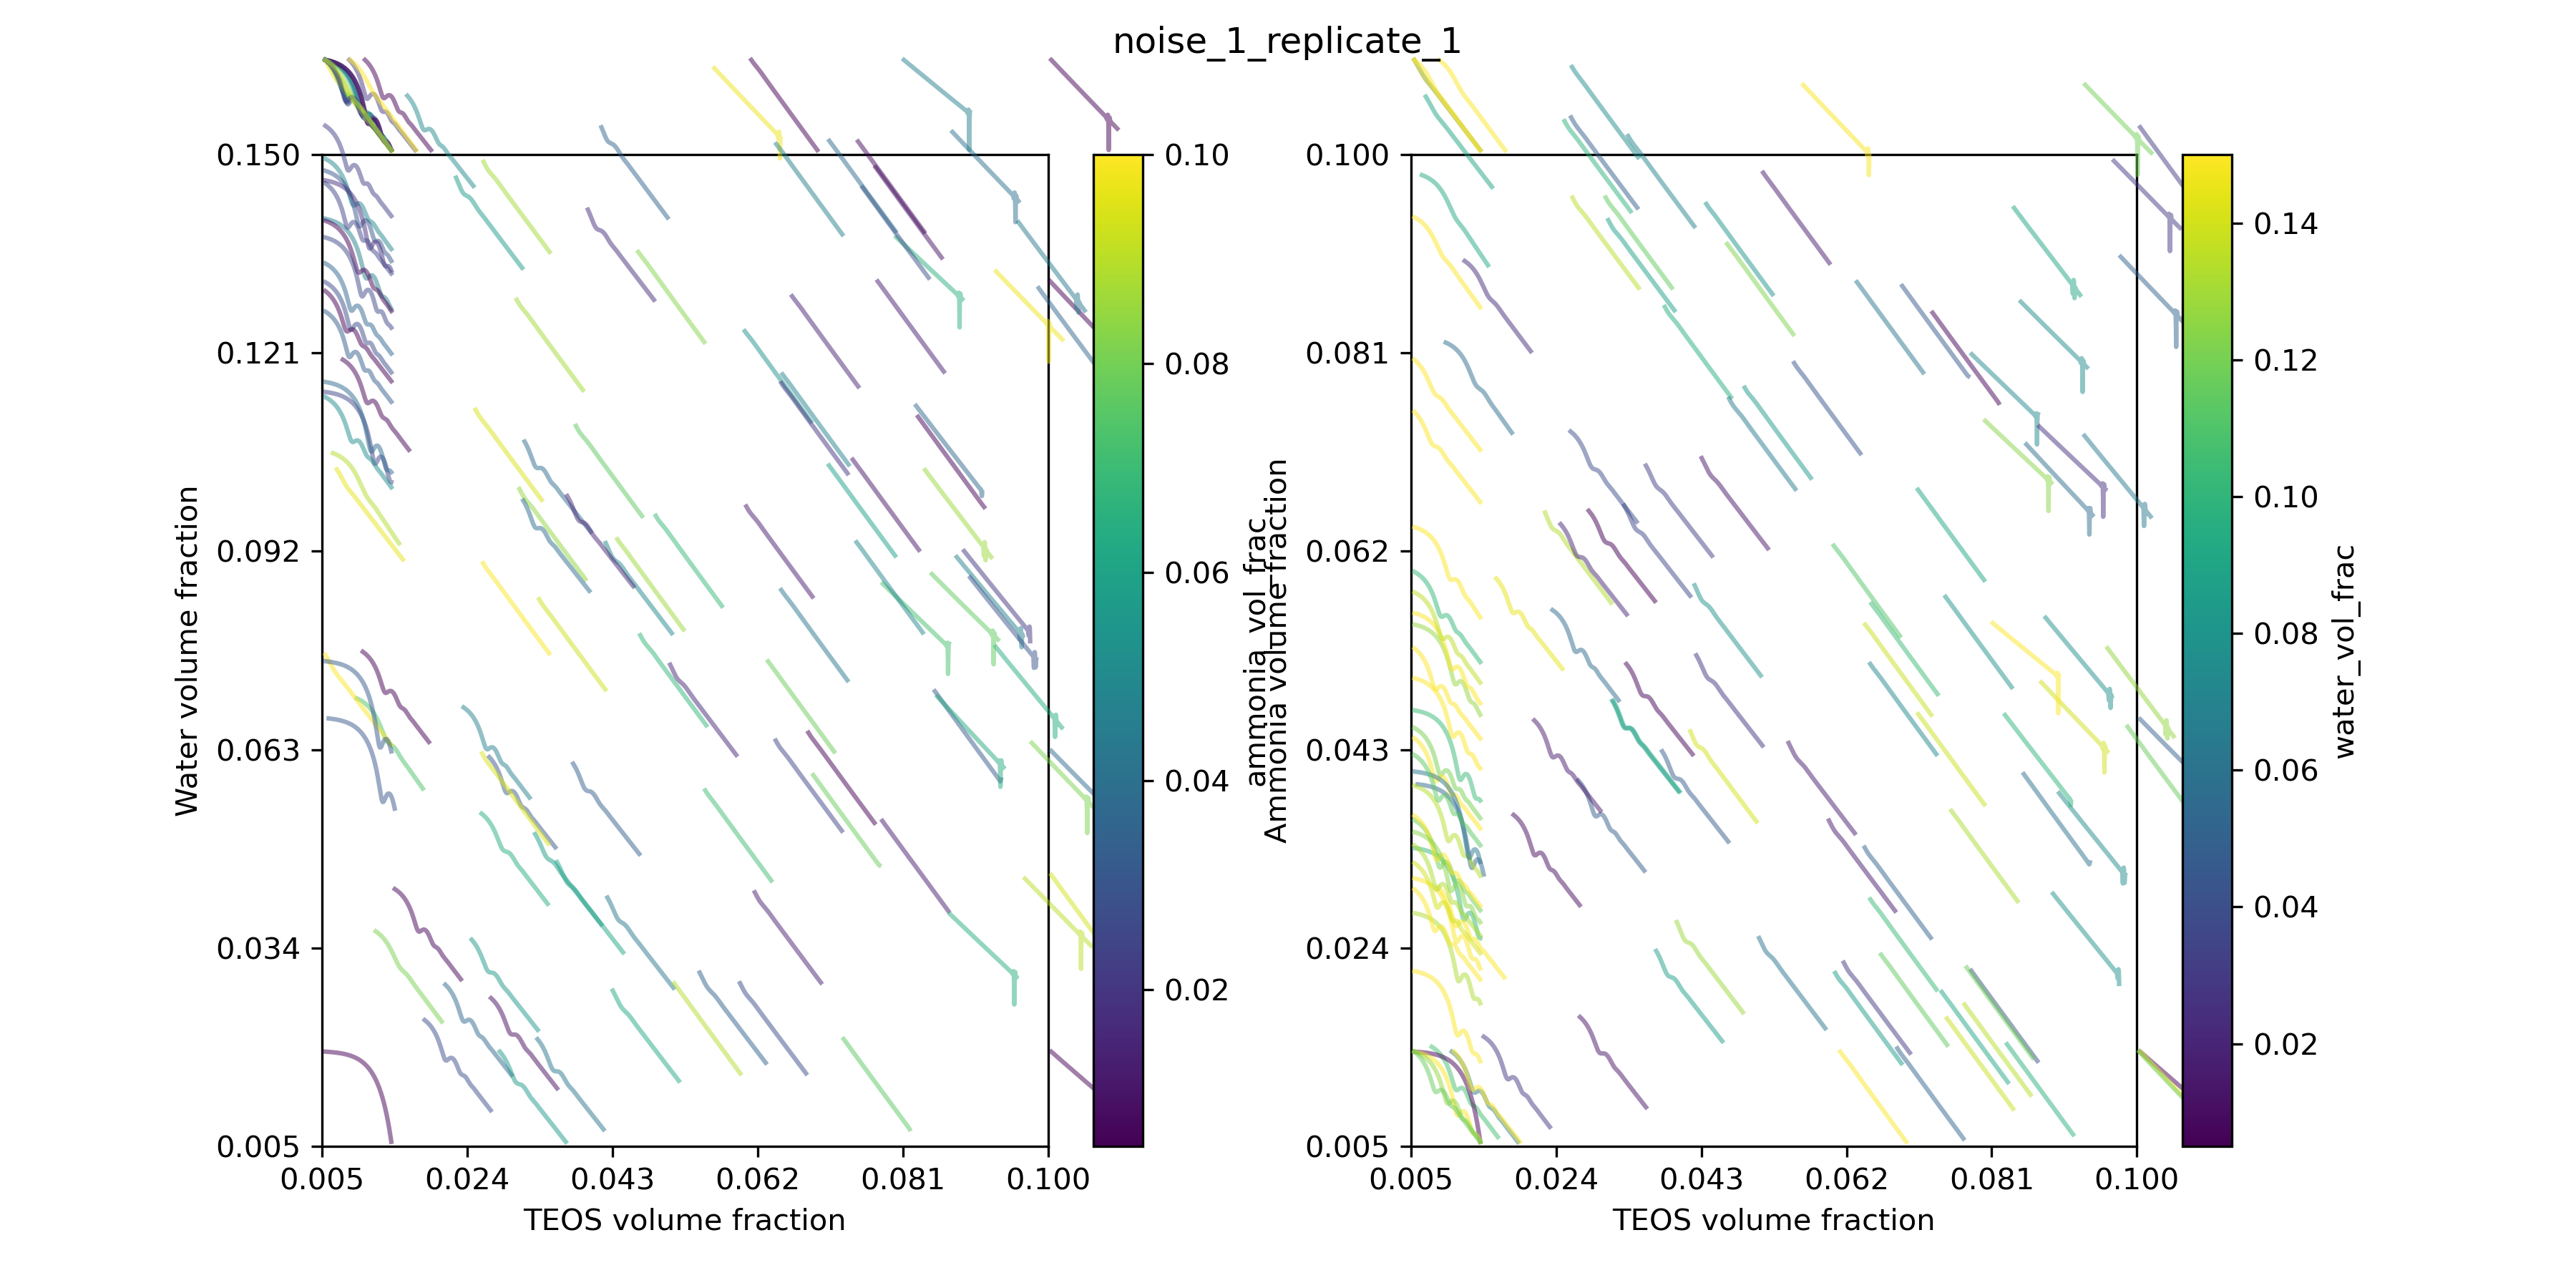 noise_1_replicate_1
Water volume fraction
0.150
0.121
0.092
0.063
0.034
0.005
0.005 0.024 0.043 0.062 0.081 0.100
TEOS volume fraction
0.10
0.08
0.06
0.04
0.02
ammonia_vol_frac
Ammonia volume fraction
0.100
0.081
0.062
0.043
0.024
0.005
0.005 0.024 0.043 0.062 0.081 0.100
TEOS volume fraction
0.14
0.12
0.10
0.08
0.06
0.04
0.02
water_vol_frac